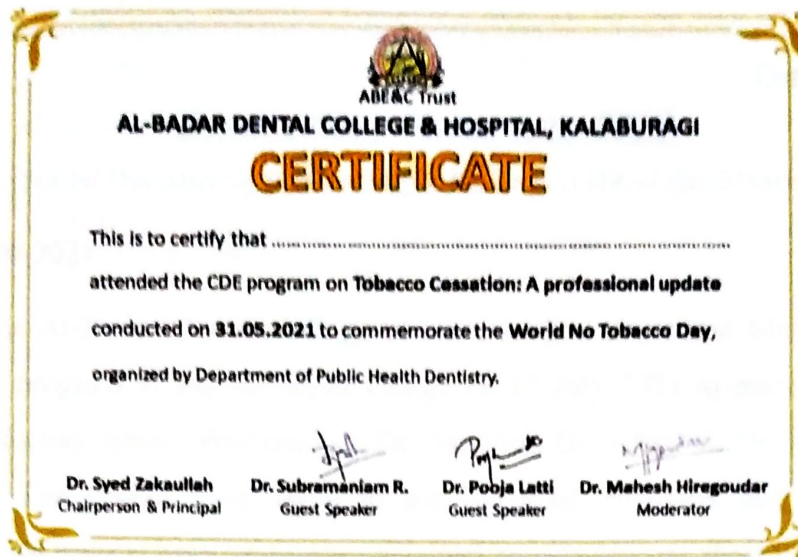 ABE&C Trust
AL-BADAR DENTAL COLLEGE & HOSPITAL, KALABURAGI
CERTIFICATE
This is to certify that ................................................................................
attended the CDE program on Tobacco Cessation: A professional update
conducted on 31.05.2021 to commemorate the World No Tobacco Day,
organized by Department of Public Health Dentistry.
Dr. Syed Zakaullah Dr. Subramaniam R. Dr. Pooja Latti Dr. Mahesh Hiregoudar
Chairperson & Principal Guest Speaker Guest Speaker Moderator